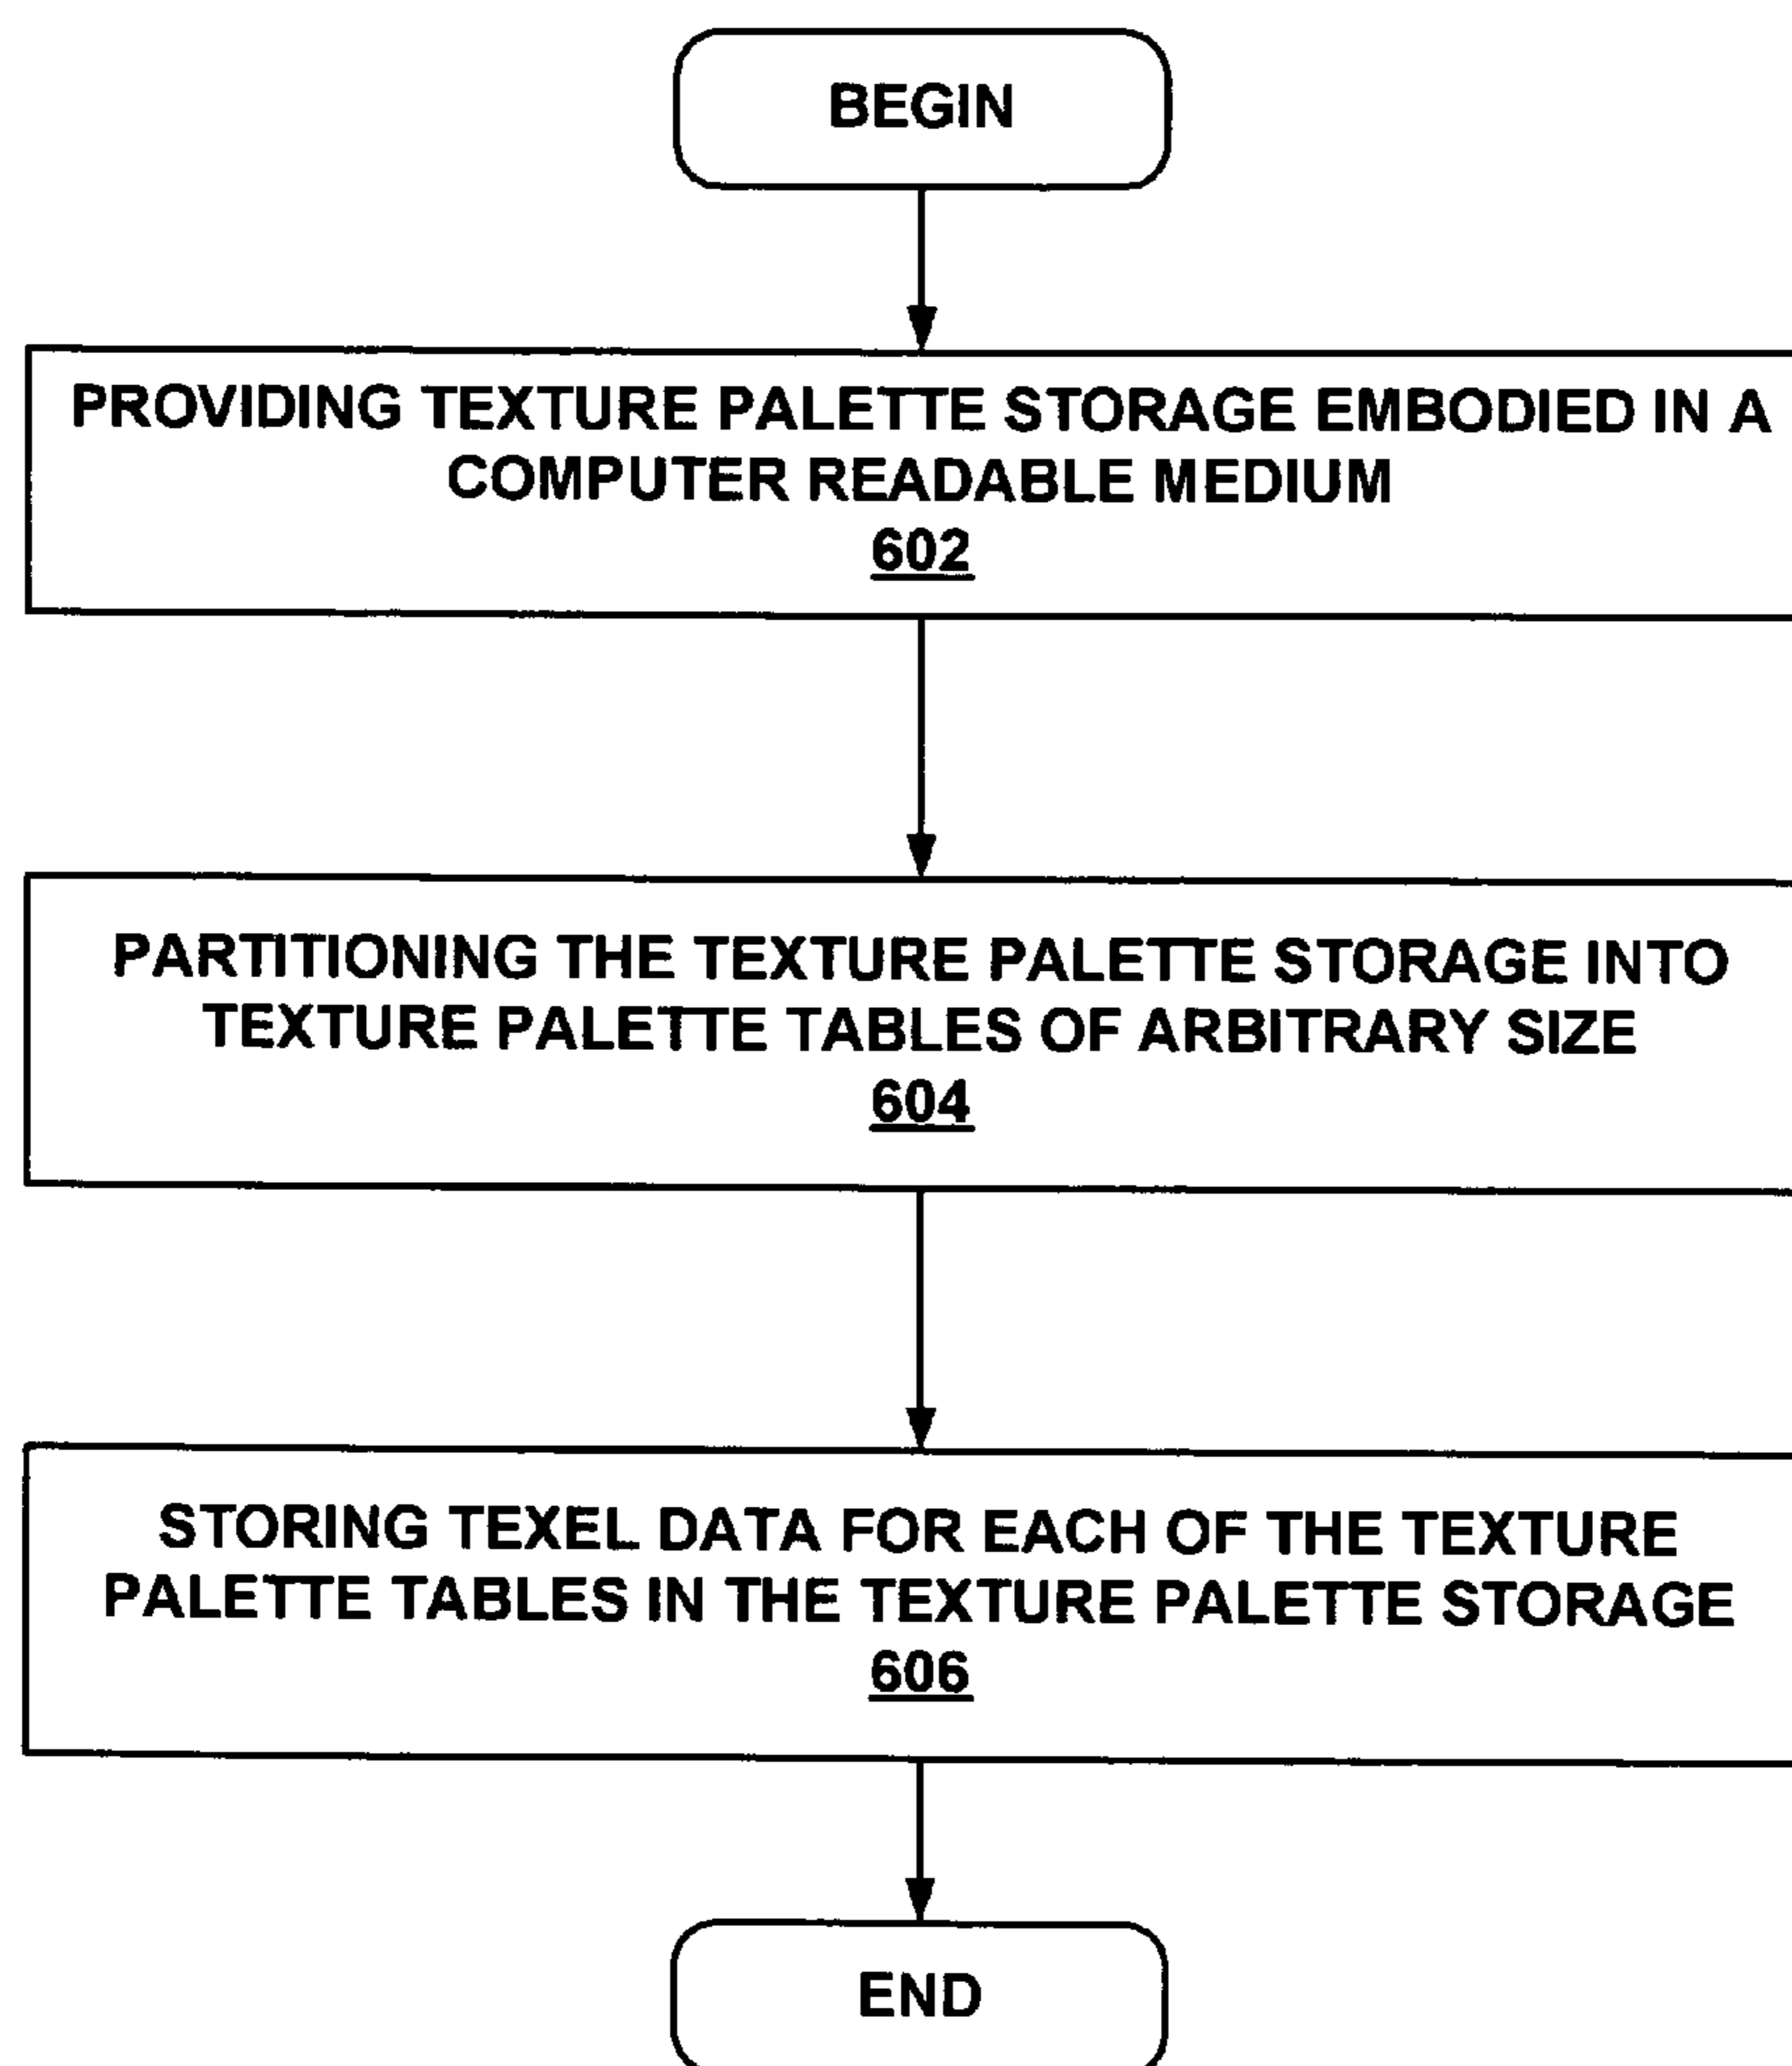 BEGIN
PROVIDING TEXTURE PALETTE STORAGE EMBODIED IN A
COMPUTER READABLE MEDIUM
602
PARTITIONING THE TEXTURE PALETTE STORAGE INTO
TEXTURE PALETTE TABLES OF ARBITRARY SIZE
604
STORING TEXEL DATA FOR EACH OF THE TEXTURE
PALETTE TABLES IN THE TEXTURE PALETTE STORAGE
606
END